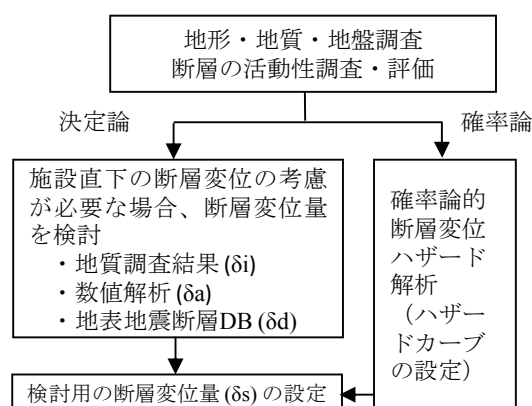 地形・地質・地盤調査
断層の活動性調査・評価
決定論
確率論
施設直下の断層変位の考慮
が必要な場合、断層変位量
を検討
・地質調査結果 (δi)
・数値解析 (δa)
・地表地震断層DB (δd)
確率論的
断層変位
ハザード
解析
（ハザー
ドカーブ
の設定）
検討用の断層変位量 (δs) の設定